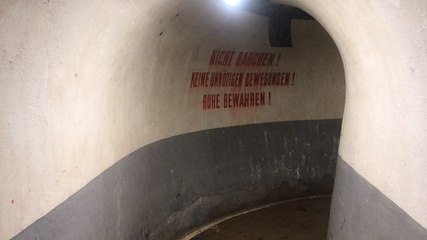 NICHT RAUCHEN !
KEINE UNNÖTIGEN BEWEGUNGEN !
RUHE BEWAHREN !